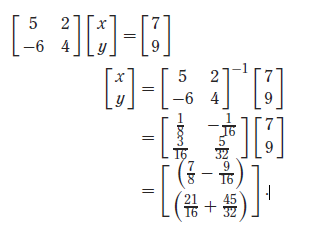 [5 2; -6 4] [x; y] = [7; 9]
[x; y] = [5 2; -6 4]^-1 [7; 9]
= [1/8 -1/16; 3/16 5/32] [7; 9]
= [(7/8 - 9/16); (21/16 + 45/32)].